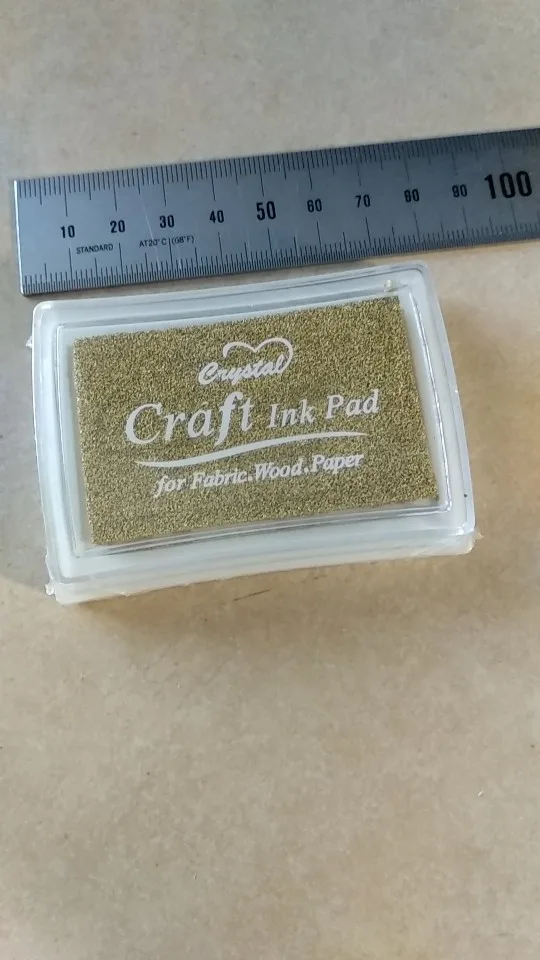 10 20 30 40 50 60 70 80 90 100
STANDARD AT20°C (68°F)
Crystal
Craft Ink Pad
for Fabric.Wood.Paper